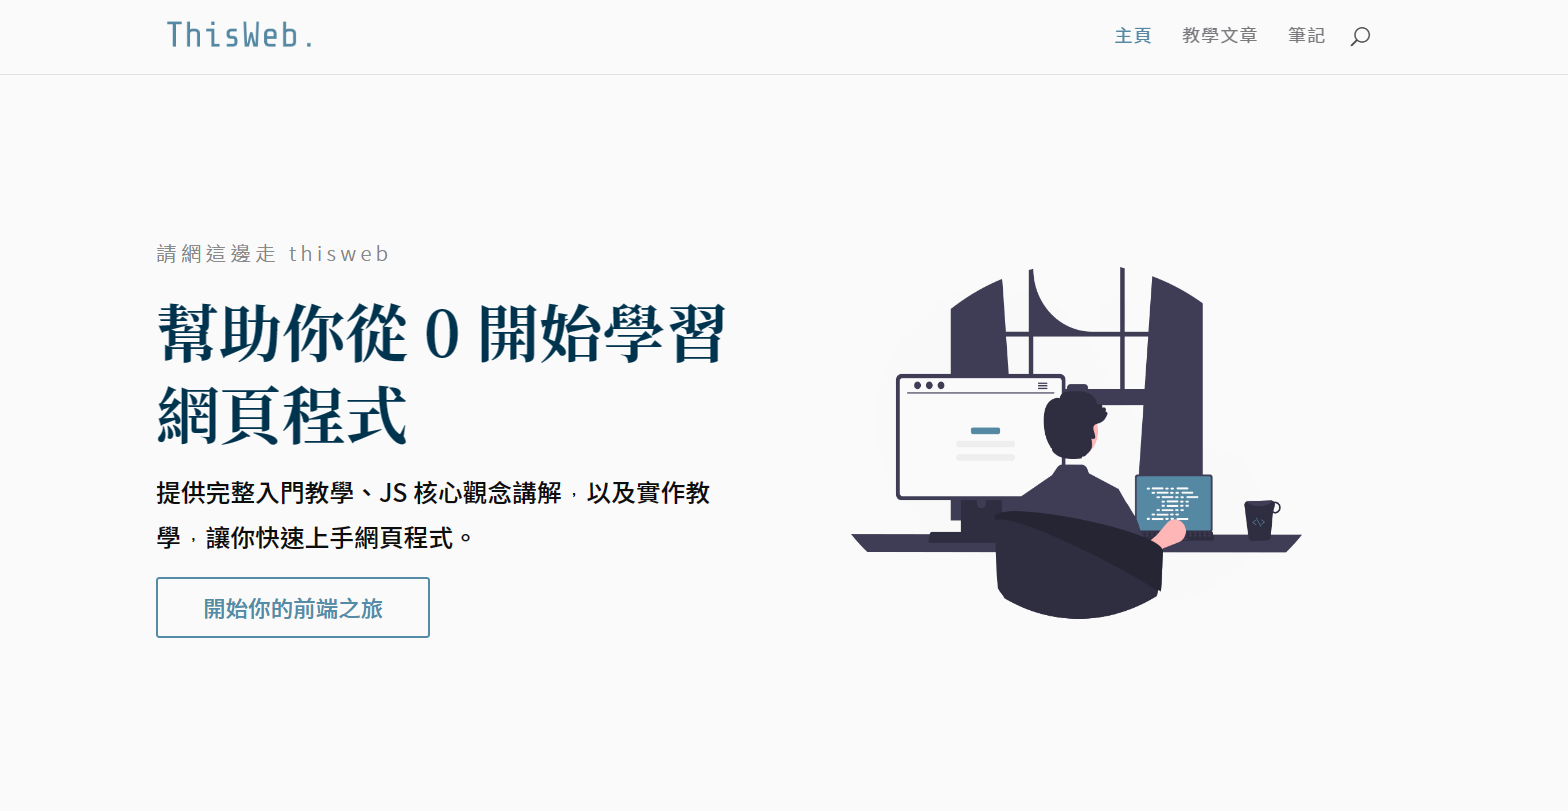 ThisWeb.
主頁 教學文章 筆記
請網這邊走 thisweb
幫助你從 0 開始學習
網頁程式
提供完整入門教學、JS 核心觀念講解，以及實作教
學，讓你快速上手網頁程式。
開始你的前端之旅